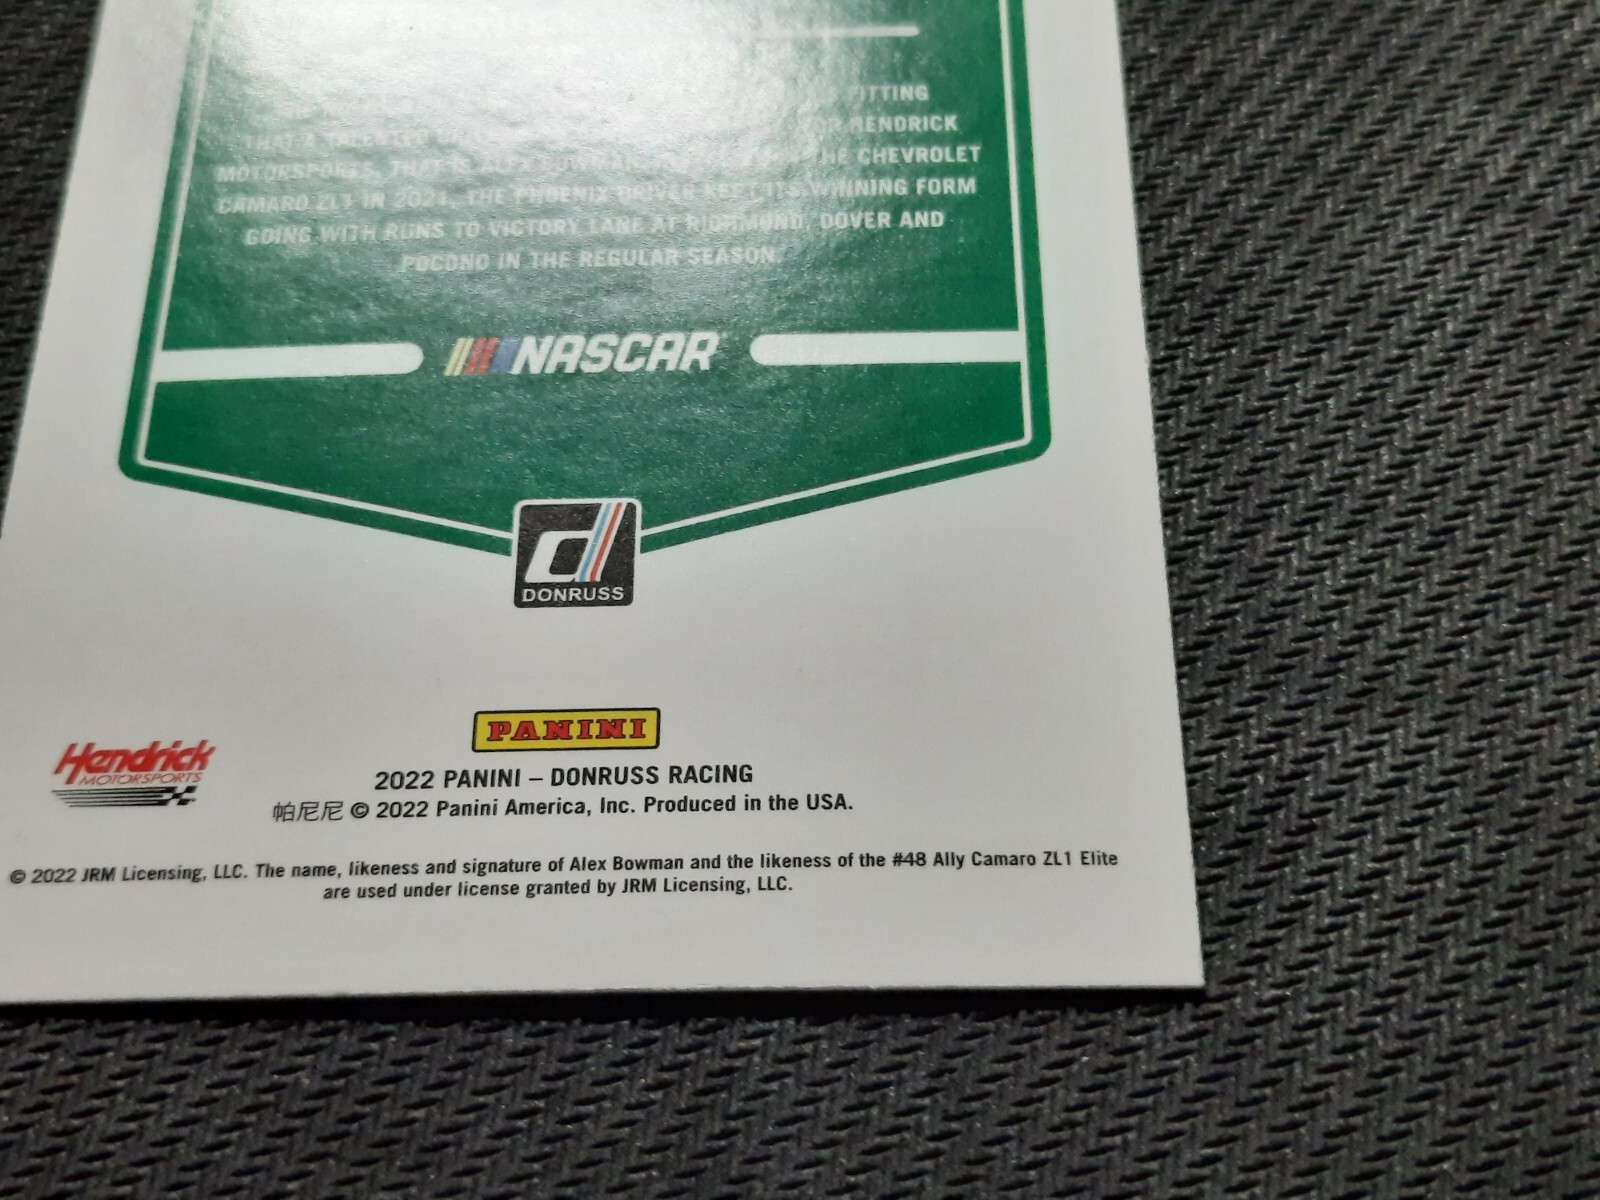 FITTING
HENDRICK
MOTORSPORTS, THAT'S ALEX BOWMAN THE CHEVROLET
CAMARO ZL1 IN 2021, THE PHOENIX DRIVER KEPT ITS WINNING FORM
GOING WITH RUNS TO VICTORY LANE AT RICHMOND, DOVER AND
POCONO IN THE REGULAR SEASON.
NASCAR
d
DONRUSS
PANINI
Hendrick
MOTORSPORTS
2022 PANINI – DONRUSS RACING
帕尼尼 © 2022 Panini America, Inc. Produced in the USA.
© 2022 JRM Licensing, LLC. The name, likeness and signature of Alex Bowman and the likeness of the #48 Ally Camaro ZL1 Elite
are used under license granted by JRM Licensing, LLC.